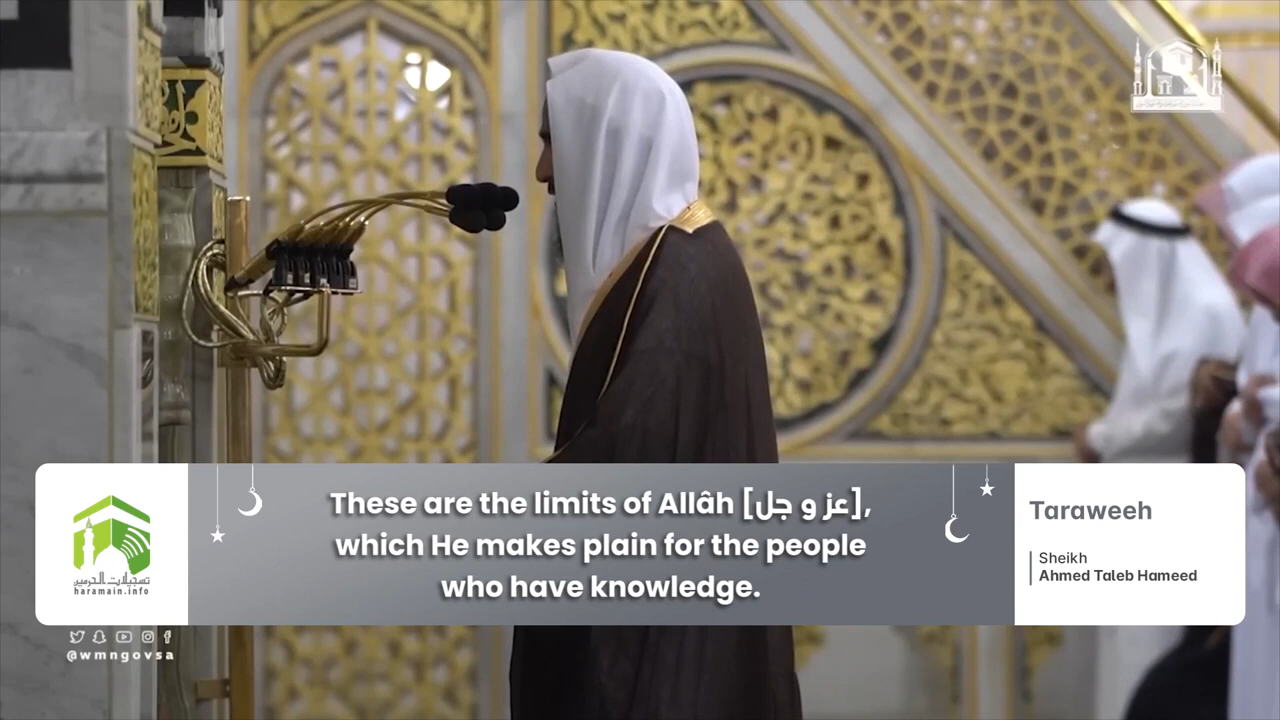 These are the limits of Allâh [عز و جل],
which He makes plain for the people
who have knowledge.
Taraweeh
Sheikh
Ahmed Taleb Hameed
تسجيلات الحرمين
haramain.info
@wmngovsa